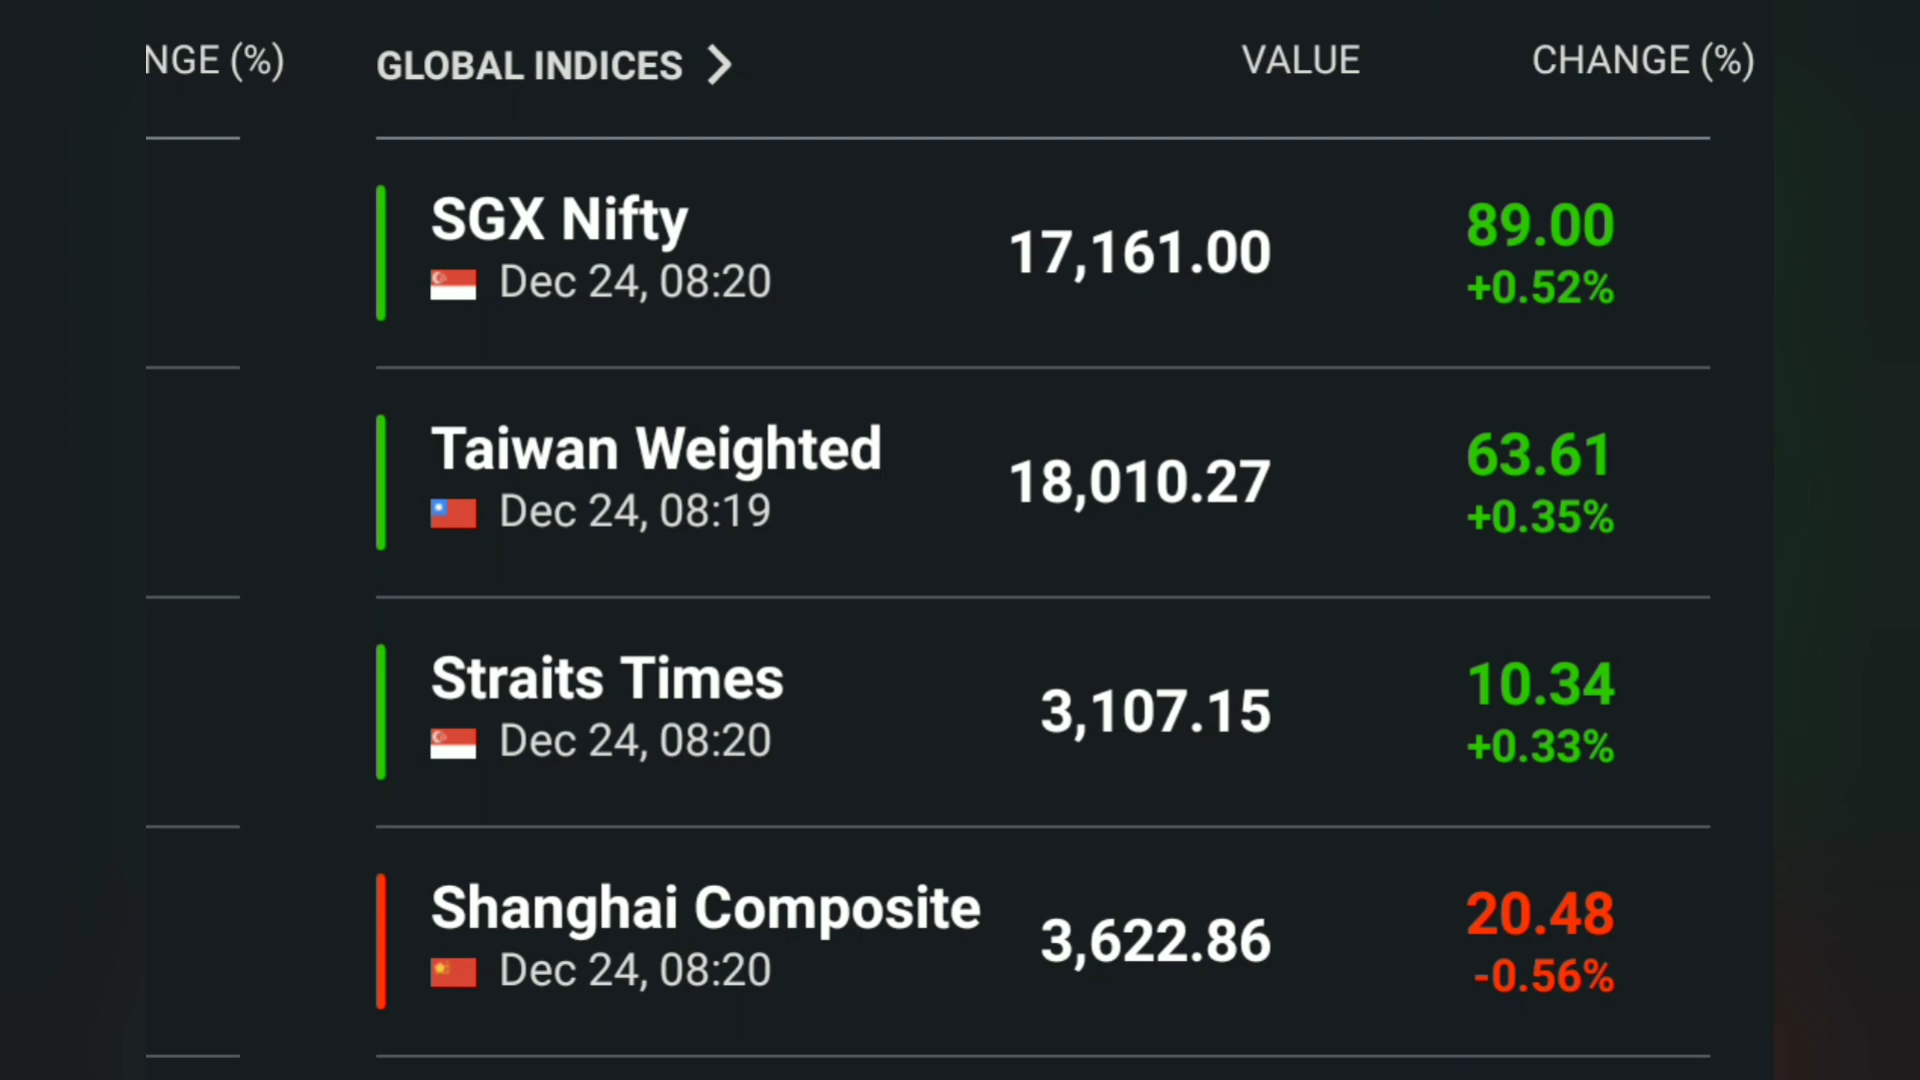 NGE (%)
GLOBAL INDICES VALUE CHANGE (%)
SGX Nifty
Dec 24, 08:20
17,161.00
89.00
+0.52%
Taiwan Weighted
Dec 24, 08:19
18,010.27
63.61
+0.35%
Straits Times
Dec 24, 08:20
3,107.15
10.34
+0.33%
Shanghai Composite
Dec 24, 08:20
3,622.86
20.48
-0.56%